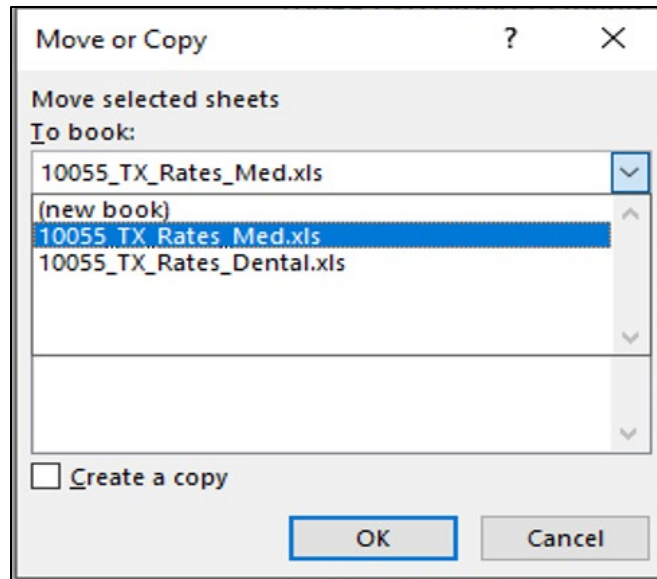 Move or Copy ? ×
Move selected sheets
To book:
10055_TX_Rates_Med.xls
(new book)
10055_TX_Rates_Med.xls
10055_TX_Rates_Dental.xls
Create a copy
OK Cancel